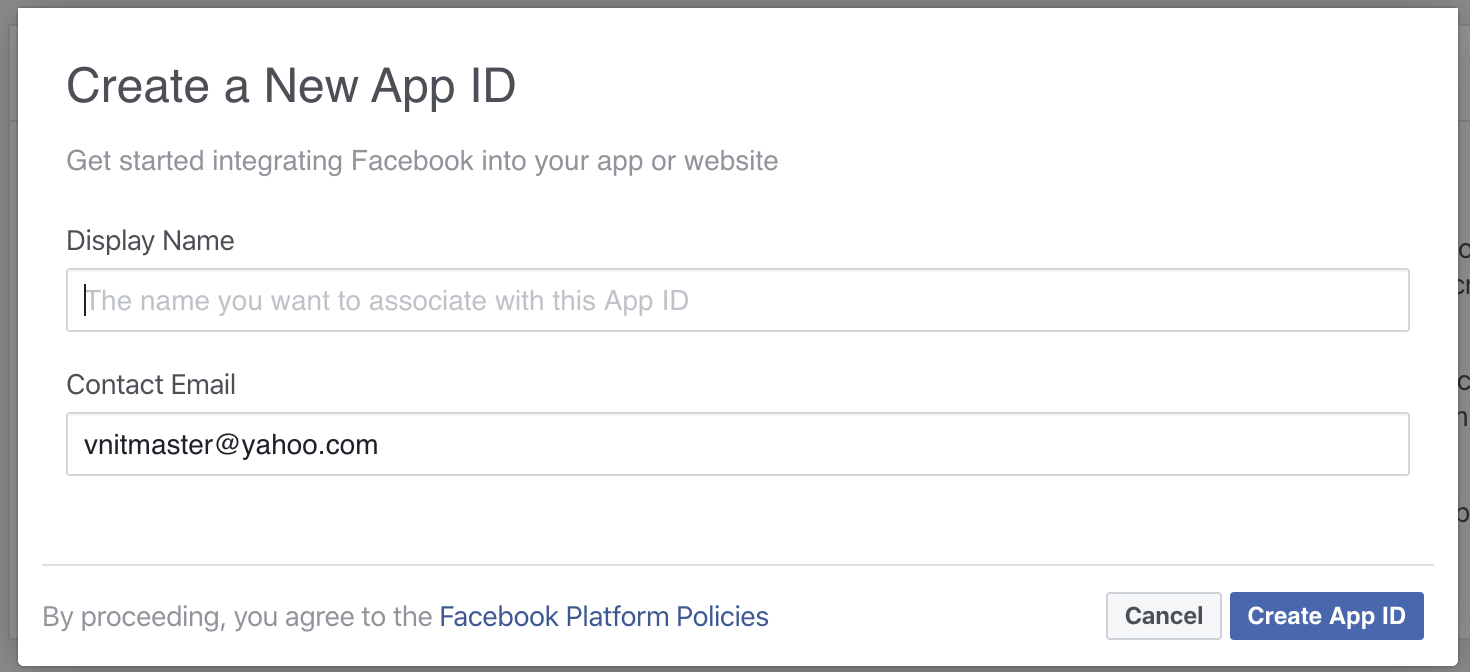 Create a New App ID
Get started integrating Facebook into your app or website
Display Name
The name you want to associate with this App ID
Contact Email
vnitmaster@yahoo.com
By proceeding, you agree to the Facebook Platform Policies
Cancel
Create App ID